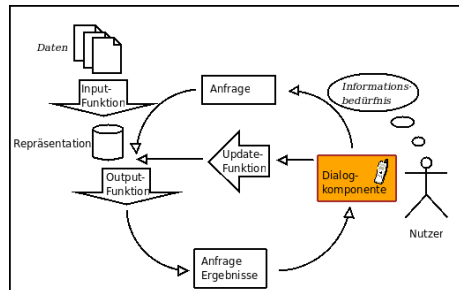 Daten
Input-
Funktion
Repräsentation
Output-
Funktion
Anfrage
Update-
Funktion
Anfrage
Ergebnisse
Informations-
bedürfnis
Dialog-
komponente
Nutzer